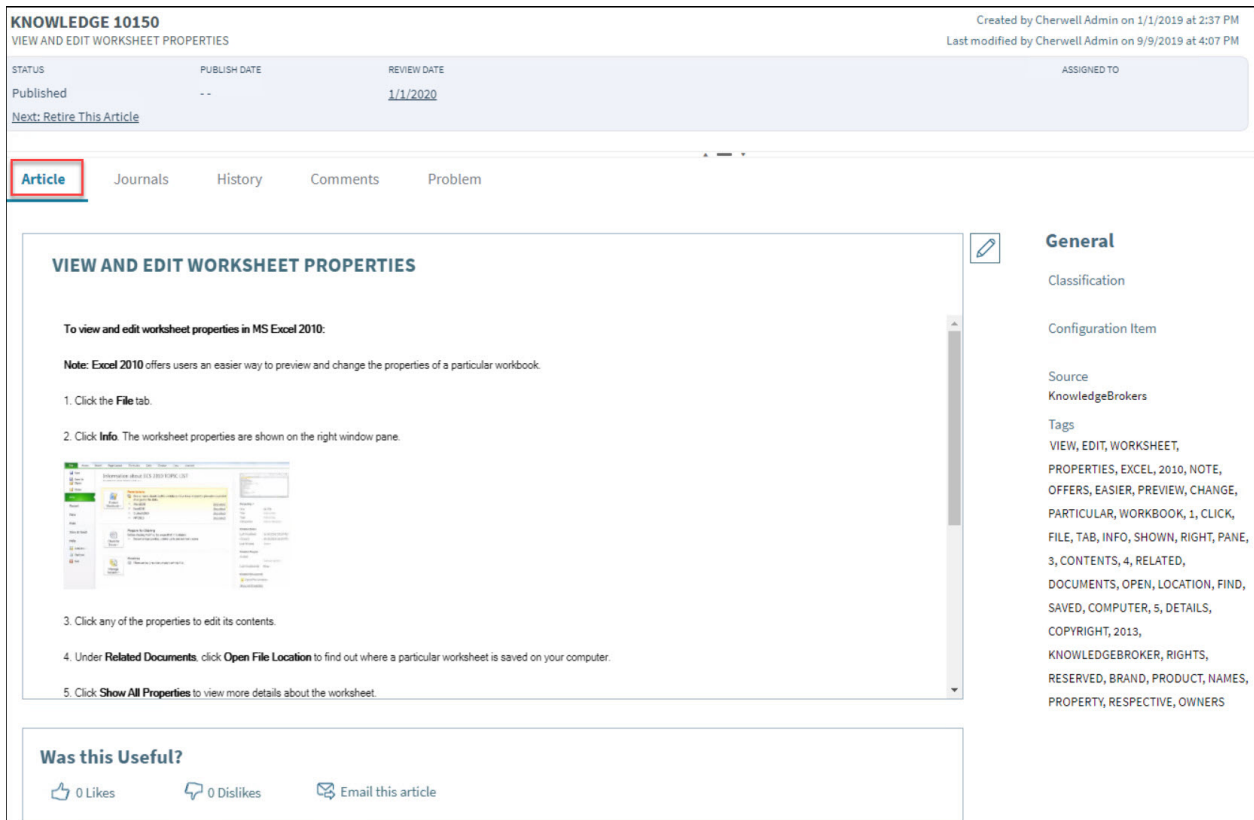 KNOWLEDGE 10150
VIEW AND EDIT WORKSHEET PROPERTIES
Created by Cherwell Admin on 1/1/2019 at 2:37 PM
Last modified by Cherwell Admin on 9/9/2019 at 4:07 PM
STATUS
Published
Next: Retire This Article
PUBLISH DATE
- -
REVIEW DATE
1/1/2020
ASSIGNED TO
Article Journals History Comments Problem
VIEW AND EDIT WORKSHEET PROPERTIES
To view and edit worksheet properties in MS Excel 2010:
Note: Excel 2010 offers users an easier way to preview and change the properties of a particular workbook.
1. Click the File tab.
2. Click Info. The worksheet properties are shown on the right window pane.
Information about SCS 2010 TOPIC LIST
3. Click any of the properties to edit its contents.
4. Under Related Documents, click Open File Location to find out where a particular worksheet is saved on your computer.
5. Click Show All Properties to view more details about the worksheet.
General
Classification
Configuration Item
Source
KnowledgeBrokers
Tags
VIEW, EDIT, WORKSHEET,
PROPERTIES, EXCEL, 2010, NOTE,
OFFERS, EASIER, PREVIEW, CHANGE,
PARTICULAR, WORKBOOK, 1, CLICK,
FILE, TAB, INFO, SHOWN, RIGHT, PANE,
3, CONTENTS, 4, RELATED,
DOCUMENTS, OPEN, LOCATION, FIND,
SAVED, COMPUTER, 5, DETAILS,
COPYRIGHT, 2013,
KNOWLEDGEBROKER, RIGHTS,
RESERVED, BRAND, PRODUCT, NAMES,
PROPERTY, RESPECTIVE, OWNERS
Was this Useful?
0 Likes
0 Dislikes
Email this article